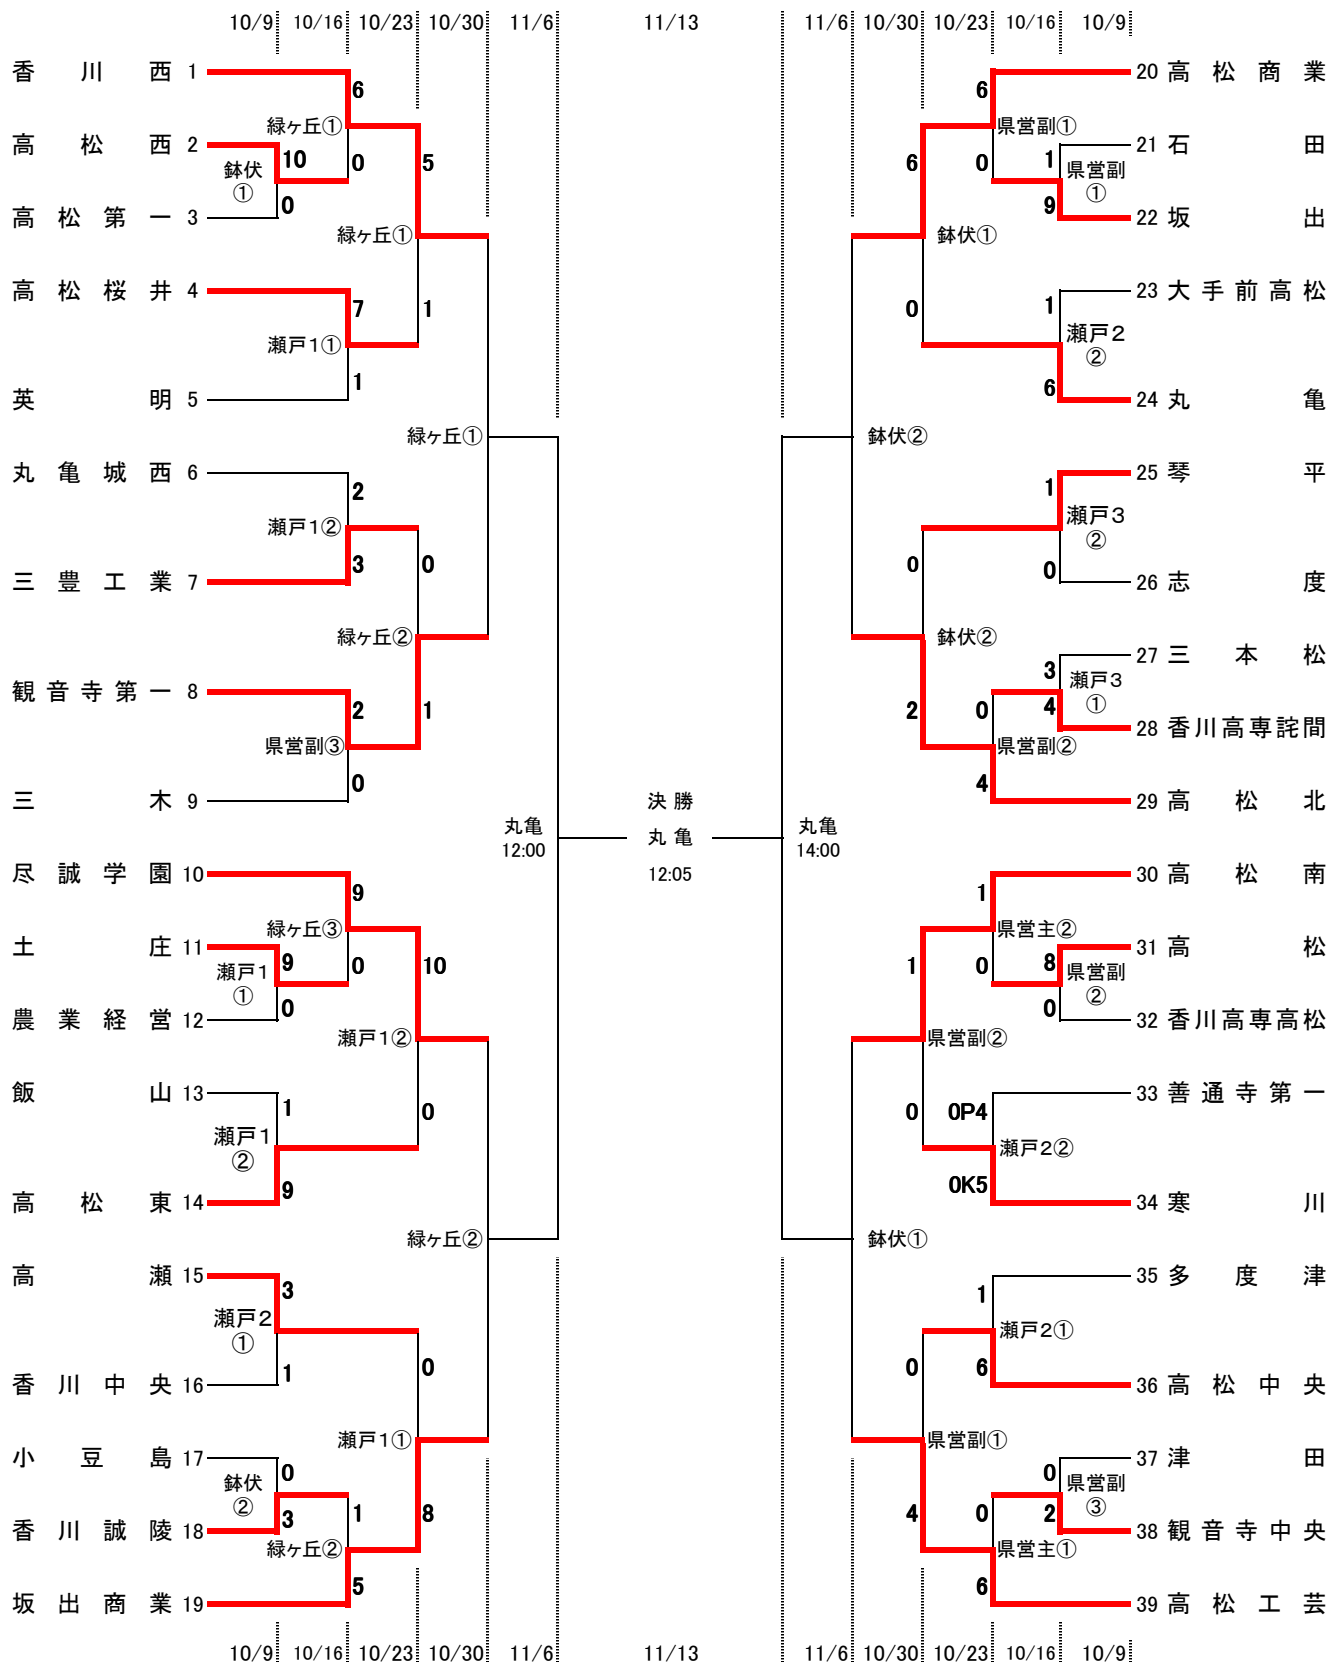 10/9 10/16 10/23 10/30 11/6 11/13 11/6 10/30 10/23 10/16 10/9
香川西 1
6
緑ヶ丘①
高松西 2
10
0
5
鉢伏
①
0
高松第一 3
緑ヶ丘①
高松桜井 4
7
1
瀬戸1①
1
英明 5
緑ヶ丘①
丸亀城西 6
2
瀬戸1②
3
0
三豊工業 7
緑ヶ丘②
観音寺第一 8
2
1
県営副③
0
三木 9
丸亀
12:00
尽誠学園 10
9
緑ヶ丘③
土庄 11
9
0
10
瀬戸1
①
0
農業経営 12
瀬戸1②
飯山 13
1
0
瀬戸1
②
9
高松東 14
緑ヶ丘②
高瀬 15
3
瀬戸2
①
1
0
香川中央 16
瀬戸1①
小豆島 17
0
鉢伏
②
3
1
8
香川誠陵 18
緑ヶ丘②
5
坂出商業 19
決勝
丸亀
12:05
20 高松商業
6
県営副①
21 石田
6
0
1
県営副
①
9
22 坂出
鉢伏①
23 大手前高松
0
1
瀬戸2
②
6
24 丸亀
鉢伏②
25 琴平
1
瀬戸3
②
0
0
26 志度
鉢伏②
27 三本松
3
瀬戸3
①
2
0
4
28 香川高専詫間
県営副②
4
29 高松北
丸亀
14:00
30 高松南
1
県営主②
31 高松
1
0
8
県営副
②
0
32 香川高専高松
県営副②
33 善通寺第一
0
0P4
瀬戸2②
0K5
34 寒川
鉢伏①
35 多度津
1
瀬戸2①
0
6
36 高松中央
県営副①
37 津田
0
県営副
③
4
0
2
38 観音寺中央
県営主①
6
39 高松工芸
10/9 10/16 10/23 10/30 11/6 11/13 11/6 10/30 10/23 10/16 10/9